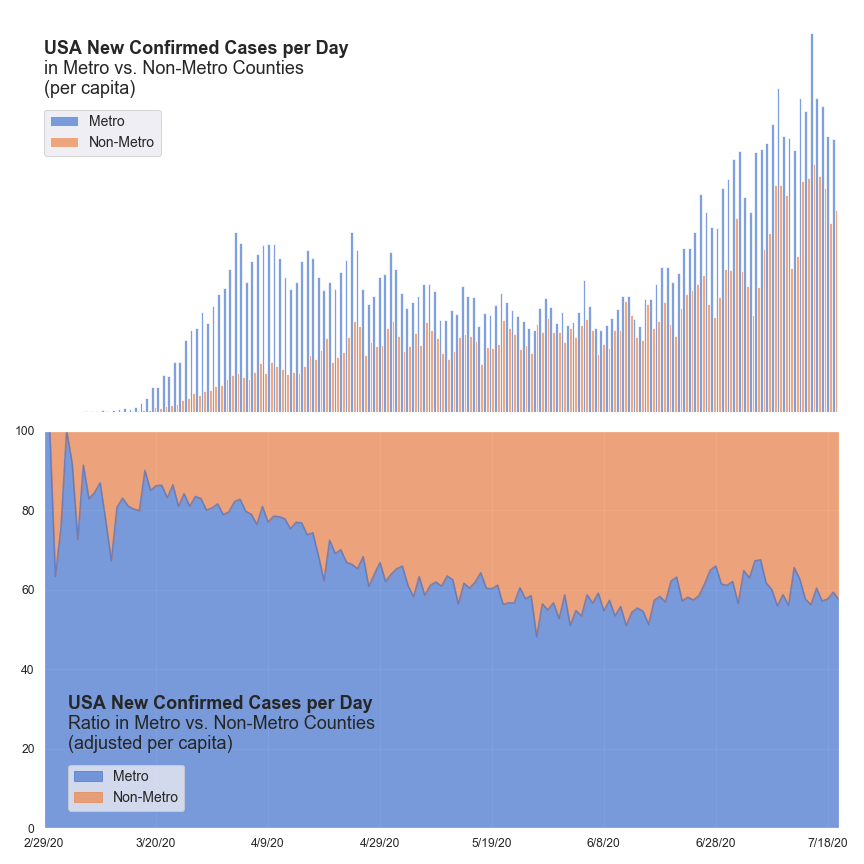 USA New Confirmed Cases per Day
in Metro vs. Non-Metro Counties
(per capita)
Metro
Non-Metro
100
80
60
40
USA New Confirmed Cases per Day
Ratio in Metro vs. Non-Metro Counties
(adjusted per capita)
20
Metro
Non-Metro
0
2/29/20 3/20/20 4/9/20 4/29/20 5/19/20 6/8/20 6/28/20 7/18/20